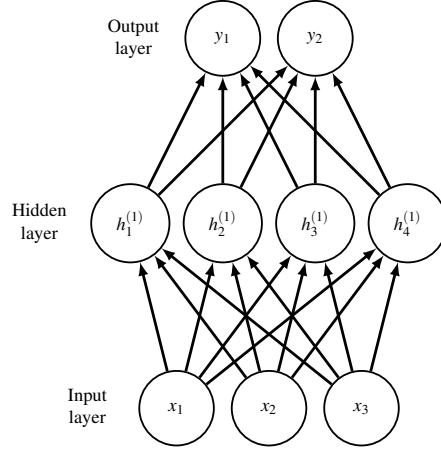 Output
layer
y₁ y₂
Hidden
layer
h₁⁽¹⁾ h₂⁽¹⁾ h₃⁽¹⁾ h₄⁽¹⁾
Input
layer
x₁ x₂ x₃